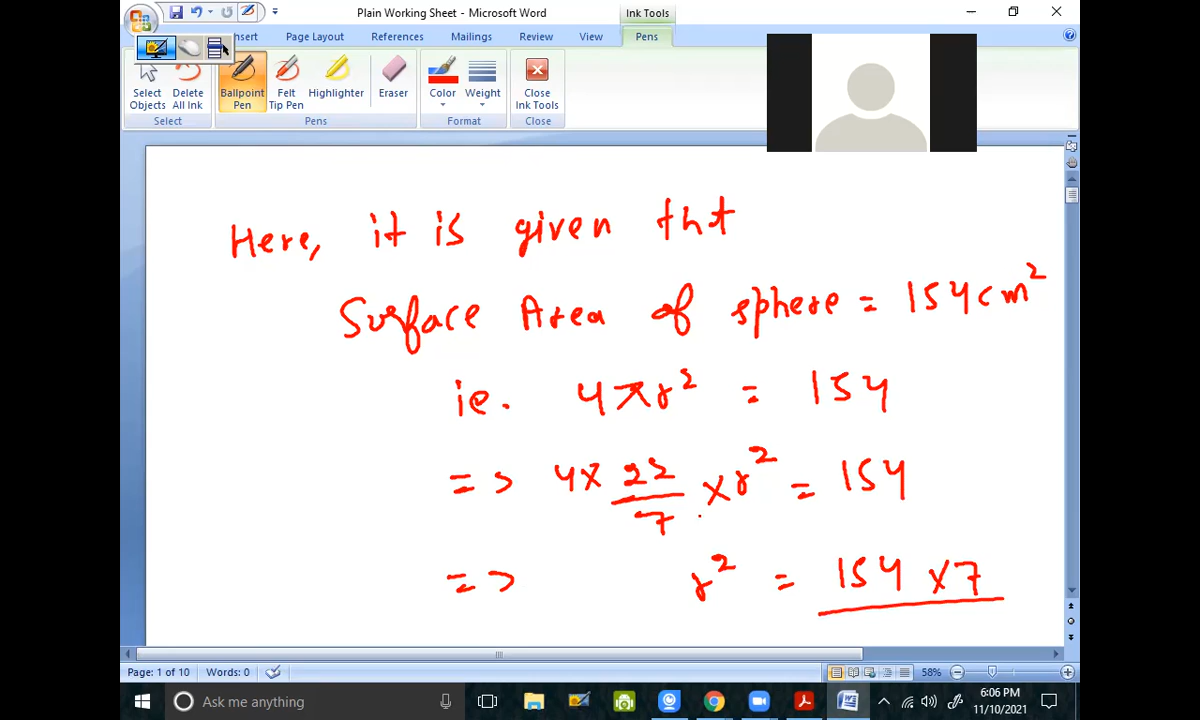 Plain Working Sheet - Microsoft Word
Ink Tools
Insert Page Layout References Mailings Review View Pens
Select Objects
Delete All Ink
Ballpoint Pen
Felt Tip Pen
Highlighter
Eraser
Color
Weight
Close Ink Tools
Select Pens Format Close
Here, it is given tht
Surface Area of sphere = 154 cm²
ie. 4πr² = 154
=> 4 × 22/7 × r² = 154
=> r² = 154 × 7
Page: 1 of 10 Words: 0 58%
Ask me anything
6:06 PM
11/10/2021